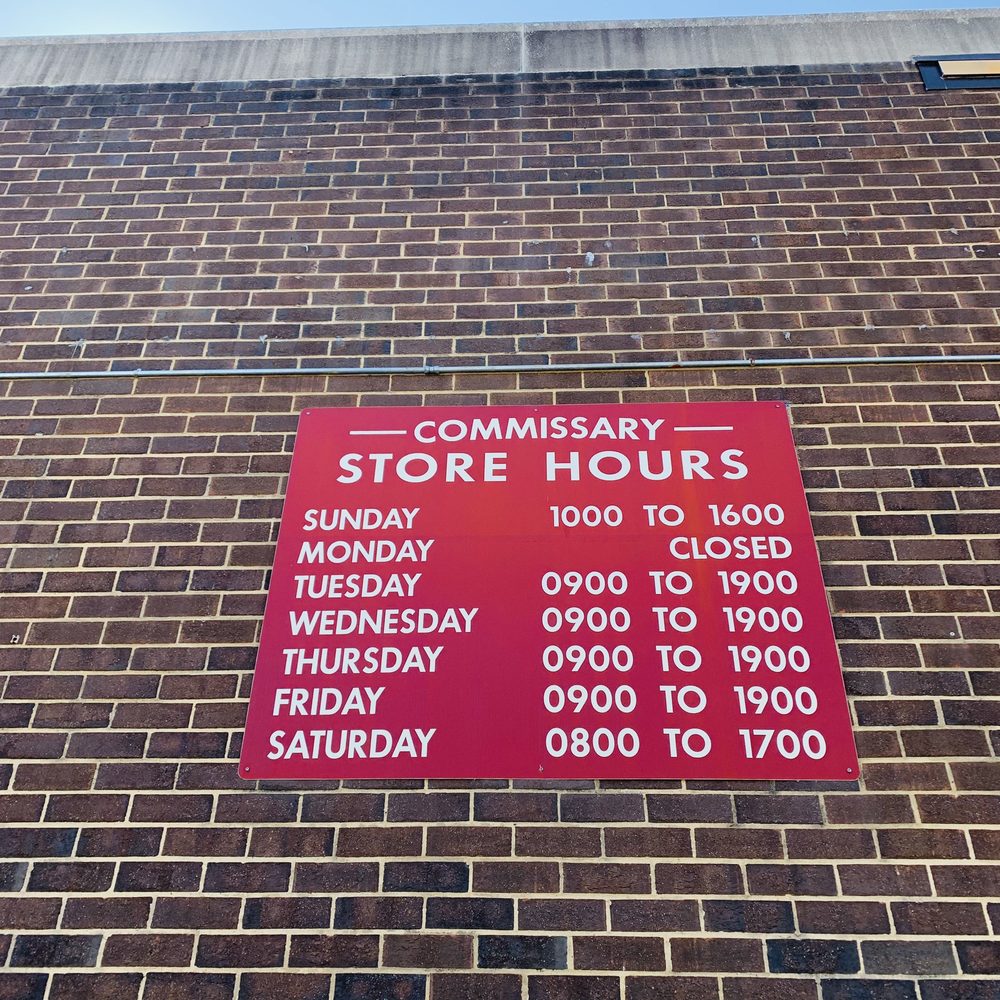 COMMISSARY
STORE HOURS
SUNDAY 1000 TO 1600
MONDAY CLOSED
TUESDAY 0900 TO 1900
WEDNESDAY 0900 TO 1900
THURSDAY 0900 TO 1900
FRIDAY 0900 TO 1900
SATURDAY 0800 TO 1700